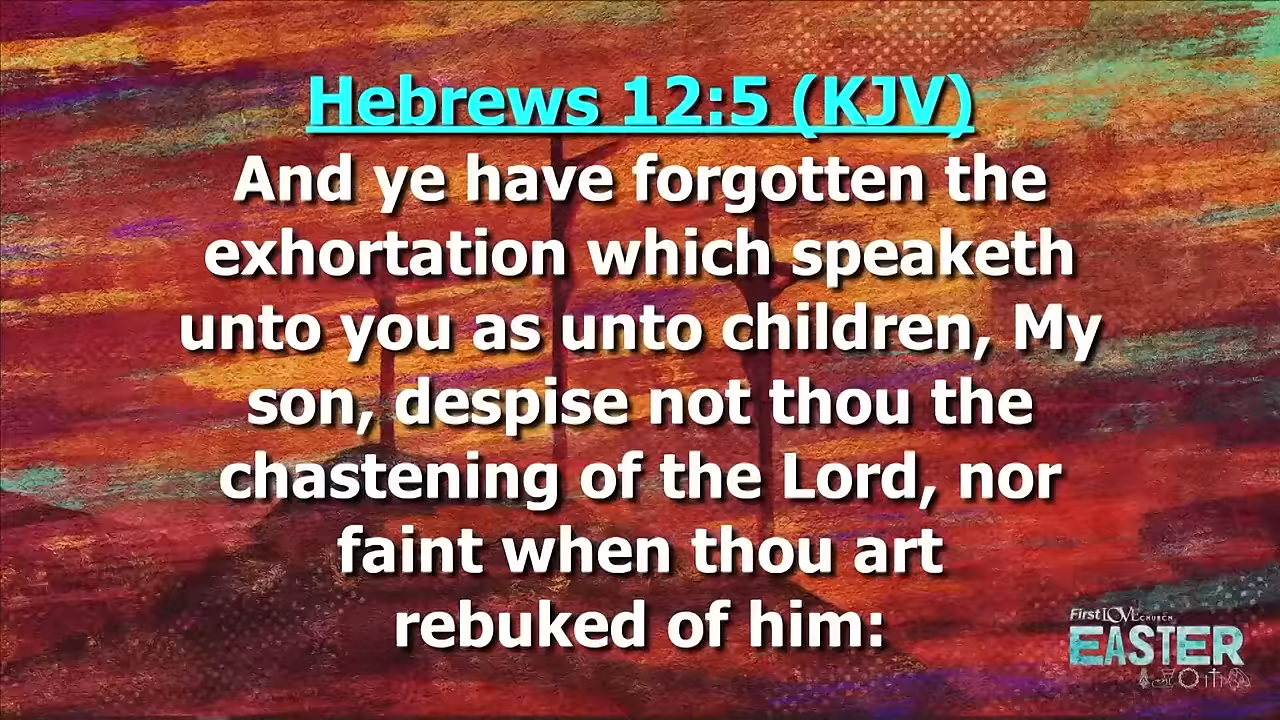 Hebrews 12:5 (KJV)
And ye have forgotten the
exhortation which speaketh
unto you as unto children, My
son, despise not thou the
chastening of the Lord, nor
faint when thou art
rebuked of him:
First LOVE CHURCH
EASTER